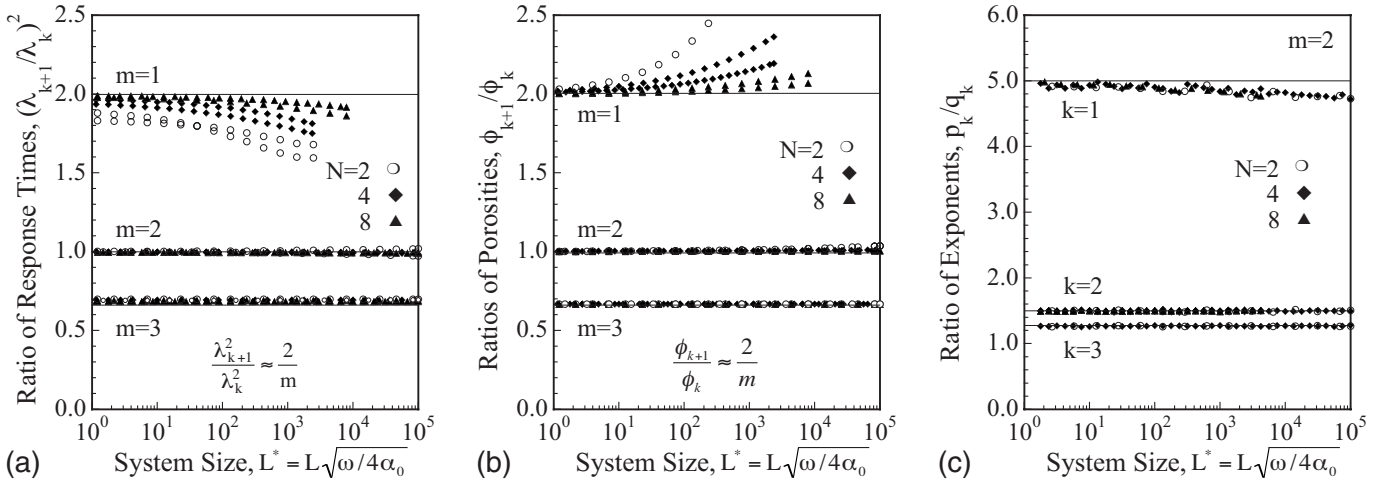 Ratio of Response Times, (λk+1/λk)²
2.5
2.0
1.5
1.0
0.5
0.0
m=1
N=2
4
8
m=2
m=3
λ²k+1/λ²k ≈ 2/m
10⁰ 10¹ 10² 10³ 10⁴ 10⁵
System Size, L* = L√ω/4α₀
(a)
Ratios of Porosities, ϕk+1/ϕk
2.5
2.0
1.5
1.0
0.5
0.0
m=1
N=2
4
8
m=2
m=3
ϕk+1/ϕk ≈ 2/m
10⁰ 10¹ 10² 10³ 10⁴ 10⁵
System Size, L* = L√ω/4α₀
(b)
Ratio of Exponents, pk/qk
6.0
5.0
4.0
3.0
2.0
1.0
0.0
m=2
k=1
N=2
4
8
k=2
k=3
10⁰ 10¹ 10² 10³ 10⁴ 10⁵
System Size, L* = L√ω/4α₀
(c)